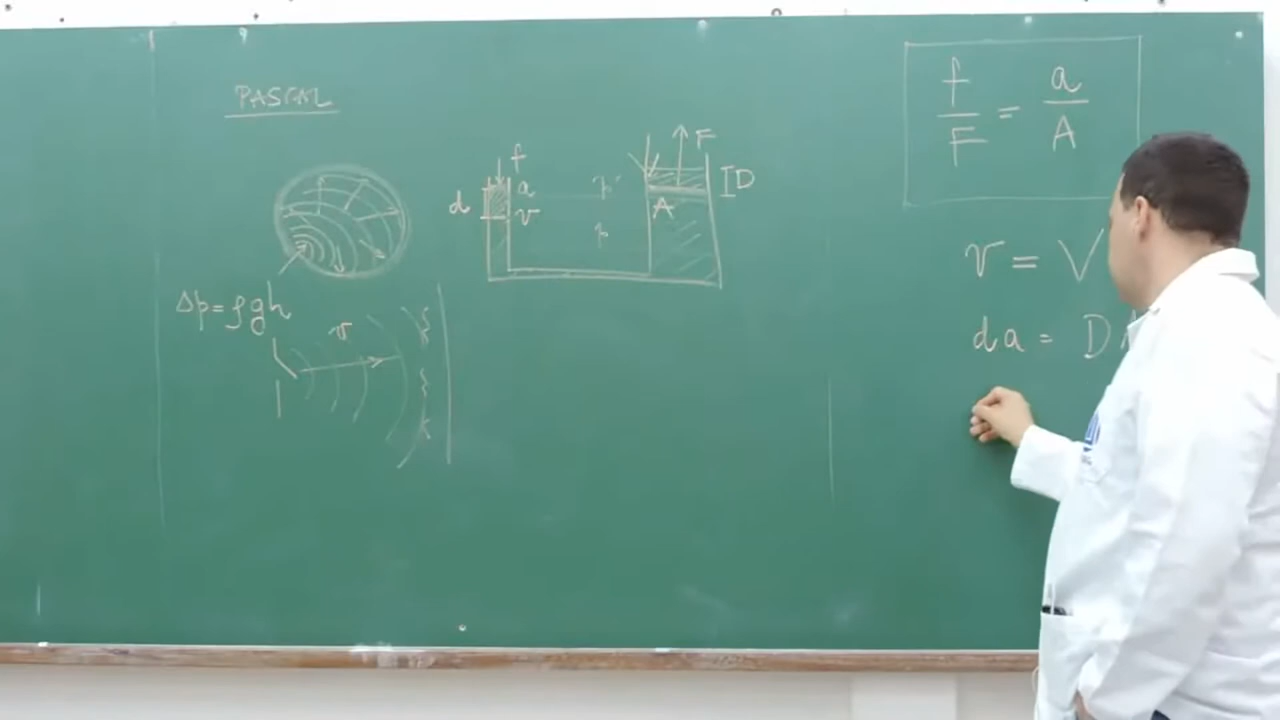 PASCAL
Δp=ρgh
v
f
d
a
v
p'
p
F
A
D
f/F = a/A
v = V
da = D